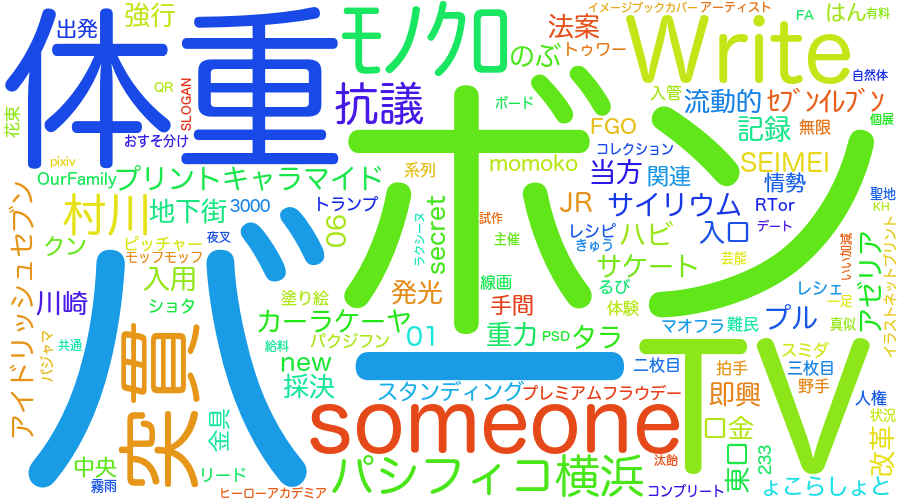 イメージブックカバー アーティスト
出発 強行 モノクロ のぶ 法案 Write FA はん 有料
体重 トゥワー 自然体
QR SLOGAN 抗議 ボード 入管 流動的 ｾﾌﾞﾝｲﾚﾌﾞﾝ
花束 おすそ分け ボン FGO 記録 無限 個展
pixiv コレクション
OurFamily プリントキャラマイド 系列 momoko 当方 関連 SEIMEI
アイドリッシュセブン 村川 地下街 3000 トランプ 06 secret ラクシーヌ 試作 JR サイリウム 情勢 RTor 聖地 KH
クン ピッチャー 夜叉 主催 レシピ ハビ 入口 デート
モップモップ きゅう サケート 芸能 いい加減 アゼリア イラストネットプリント
バー 入用 塗り絵 発光 線画 るび レシェ 一足
川崎 ショタ カーラケーヤ 手間 体験 プル 真似
パジャマ 共通 突貫 給料 パクジフン 01 重力 PSD タラ マオフラ 難民
new 二枚目 TV スミダ 三枚目
採決 スタンディング プレミアムフラウデー 拍手 野手 人権
金具 someone 即興 状況
中央 リード パシフィコ横浜 口金 東口 233 改革
霧雨 汰飴
ヒーローアカデミア コンプリート ょこらしょと